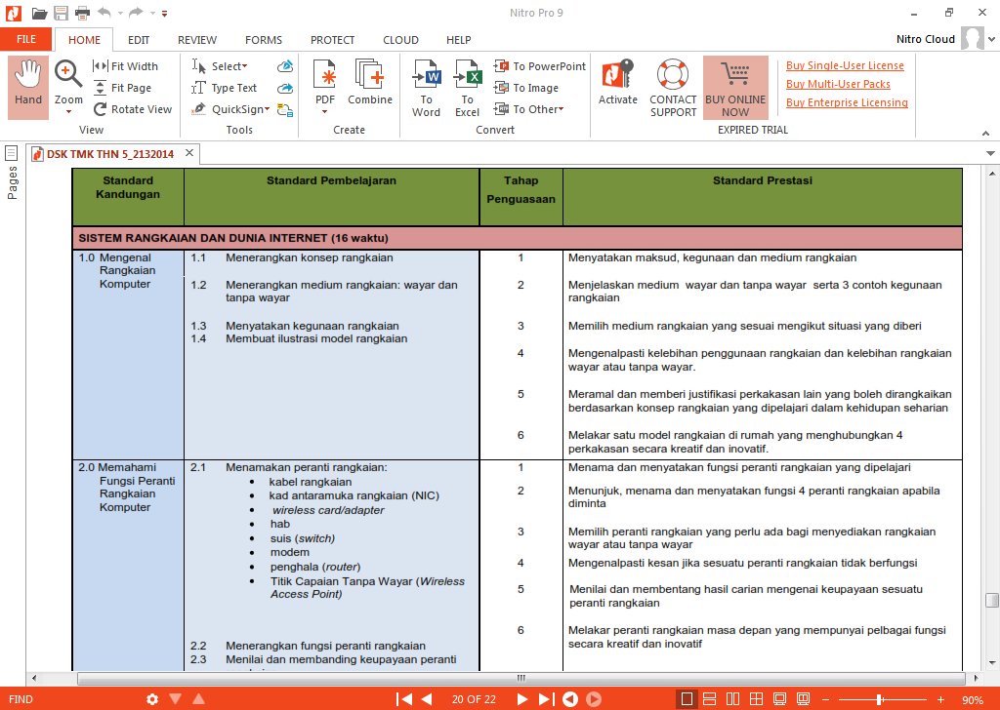 Nitro Pro 9
FILE
HOME
EDIT
REVIEW
FORMS
PROTECT
CLOUD
HELP
Nitro Cloud
Hand
Zoom
Fit Width
Fit Page
Rotate View
View
Select
Type Text
QuickSign
Tools
PDF
Combine
Create
To Word
To Excel
To PowerPoint
To Image
To Other
Convert
Activate
CONTACT SUPPORT
BUY ONLINE NOW
Buy Single-User License
Buy Multi-User Packs
Buy Enterprise Licensing
EXPIRED TRIAL
Pages
DSK TMK THN 5_2132014
Standard Kandungan
Standard Pembelajaran
Tahap Penguasaan
Standard Prestasi
SISTEM RANGKAIAN DAN DUNIA INTERNET (16 waktu)
1.0 Mengenal
Rangkaian
Komputer
1.1 Menerangkan konsep rangkaian
1.2 Menerangkan medium rangkaian: wayar dan
tanpa wayar
1.3 Menyatakan kegunaan rangkaian
1.4 Membuat ilustrasi model rangkaian
1 Menyatakan maksud, kegunaan dan medium rangkaian
2 Menjelaskan medium wayar dan tanpa wayar serta 3 contoh kegunaan
rangkaian
3 Memilih medium rangkaian yang sesuai mengikut situasi yang diberi
4 Mengenalpasti kelebihan penggunaan rangkaian dan kelebihan rangkaian
wayar atau tanpa wayar.
5 Meramal dan memberi justifikasi perkakasan lain yang boleh dirangkaikan
berdasarkan konsep rangkaian yang dipelajari dalam kehidupan seharian
6 Melakar satu model rangkaian di rumah yang menghubungkan 4
perkakasan secara kreatif dan inovatif.
2.0 Memahami
Fungsi Peranti
Rangkaian
Komputer
2.1 Menamakan peranti rangkaian:
• kabel rangkaian
• kad antaramuka rangkaian (NIC)
• wireless card/adapter
• hab
• suis (switch)
• modem
• penghala (router)
• Titik Capaian Tanpa Wayar (Wireless
Access Point)
2.2 Menerangkan fungsi peranti rangkaian
2.3 Menilai dan membanding keupayaan peranti
1 Menama dan menyatakan fungsi peranti rangkaian yang dipelajari
2 Menunjuk, menama dan menyatakan fungsi 4 peranti rangkaian apabila
diminta
3 Memilih peranti rangkaian yang perlu ada bagi menyediakan rangkaian
wayar atau tanpa wayar
4 Mengenalpasti kesan jika sesuatu peranti rangkaian tidak berfungsi
5 Menilai dan membentang hasil carian mengenai keupayaan sesuatu
peranti rangkaian
6 Melakar peranti rangkaian masa depan yang mempunyai pelbagai fungsi
secara kreatif dan inovatif
FIND
20 OF 22
90%